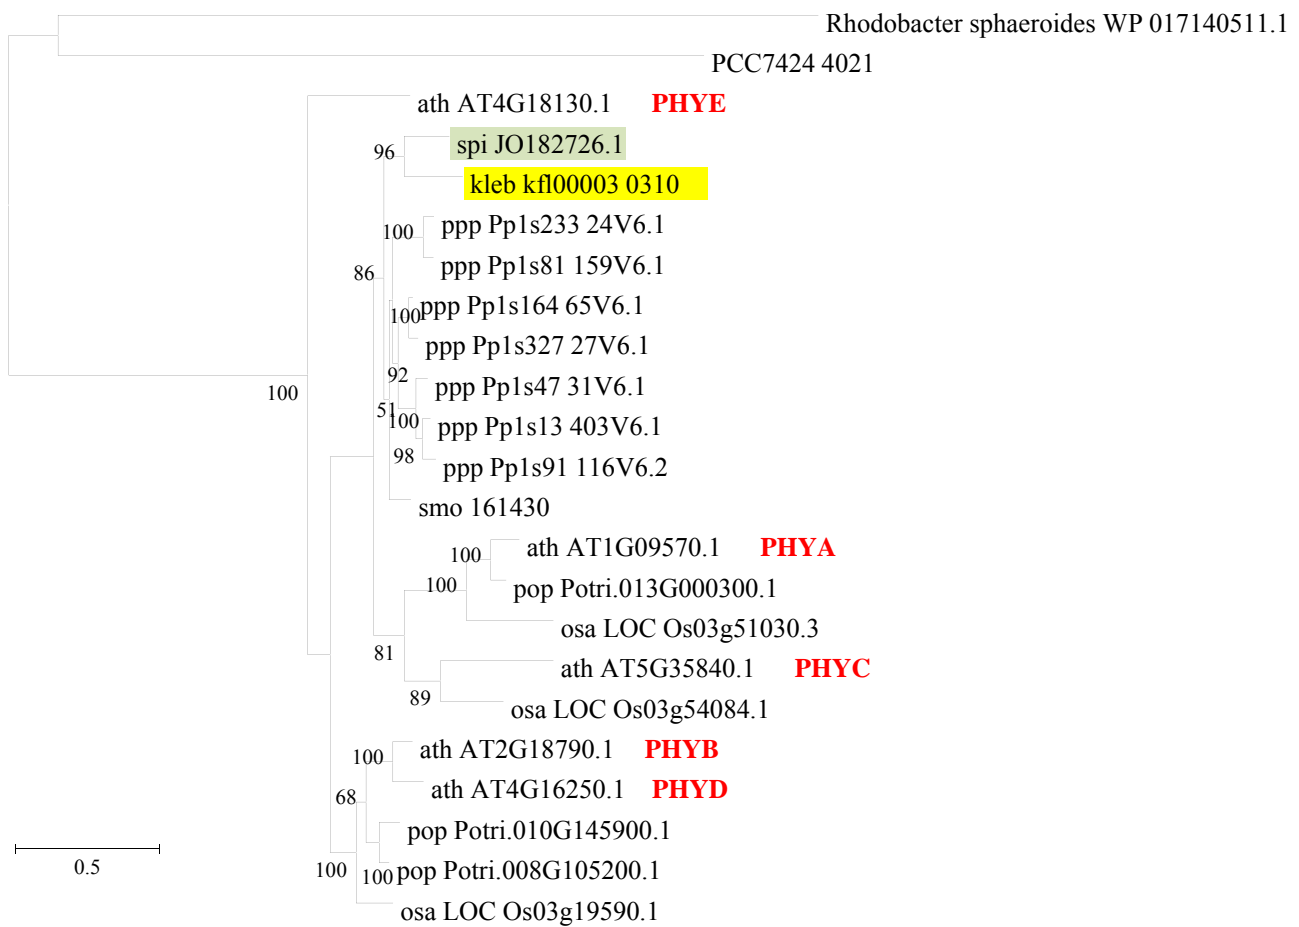 Rhodobacter sphaeroides WP 017140511.1
PCC7424 4021
ath AT4G18130.1 PHYE
spi JO182726.1
96
kleb kfl00003 0310
ppp Pp1s233 24V6.1
100
ppp Pp1s81 159V6.1
86
ppp Pp1s164 65V6.1
100
ppp Pp1s327 27V6.1
92
ppp Pp1s47 31V6.1
100
51
100
ppp Pp1s13 403V6.1
98
ppp Pp1s91 116V6.2
smo 161430
ath AT1G09570.1 PHYA
100
100
pop Potri.013G000300.1
osa LOC Os03g51030.3
81
ath AT5G35840.1 PHYC
89
osa LOC Os03g54084.1
ath AT2G18790.1 PHYB
100
ath AT4G16250.1 PHYD
68
pop Potri.010G145900.1
0.5
100
100
pop Potri.008G105200.1
osa LOC Os03g19590.1